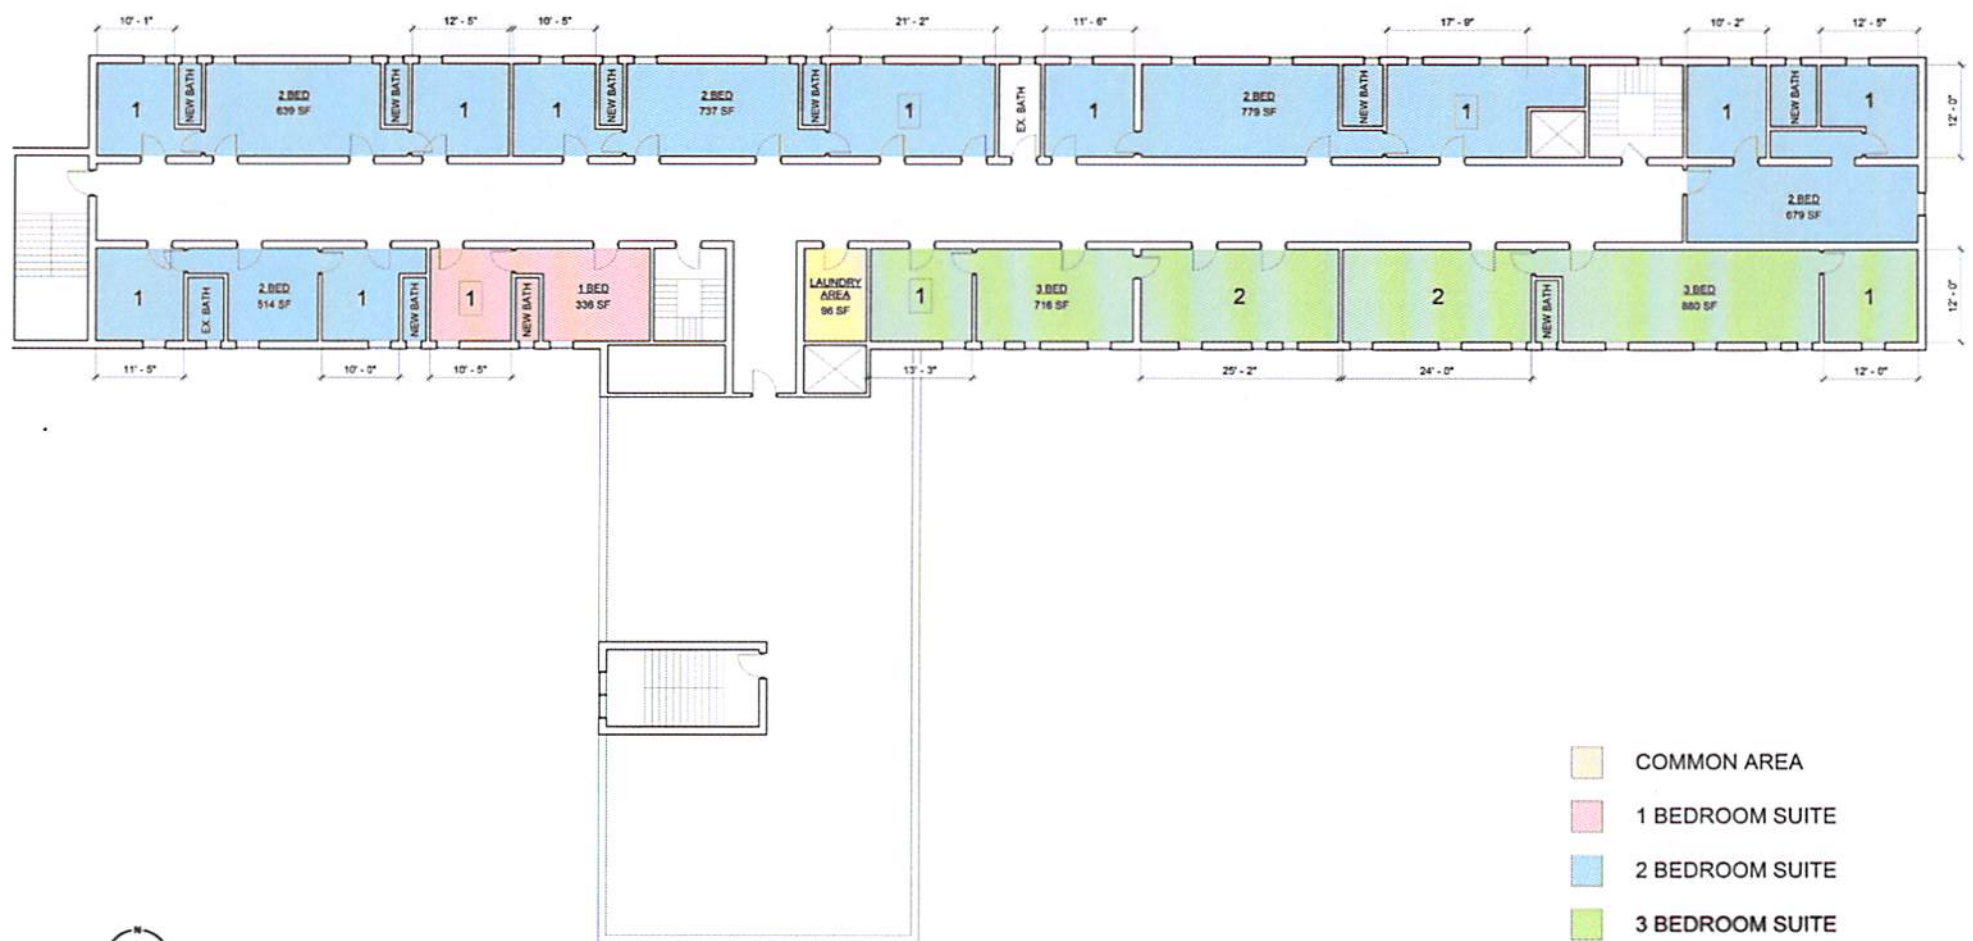 10' - 1"
12' - 5"
10' - 5"
21' - 2"
11' - 6"
17' - 9"
10' - 2"
12' - 5"
1
NEW BATH
2 BED
639 SF
NEW BATH
1
1
NEW BATH
2 BED
737 SF
NEW BATH
1
EX. BATH
1
2 BED
779 SF
NEW BATH
1
1
NEW BATH
1
12' - 0"
2 BED
679 SF
1
EX. BATH
2 BED
514 SF
1
NEW BATH
1
NEW BATH
1 BED
336 SF
LAUNDRY
AREA
96 SF
1
3 BED
716 SF
2
2
NEW BATH
3 BED
880 SF
1
12' - 0"
11' - 5"
10' - 0"
10' - 5"
13' - 3"
25' - 2"
24' - 0"
12' - 0"
COMMON AREA
1 BEDROOM SUITE
2 BEDROOM SUITE
3 BEDROOM SUITE
N